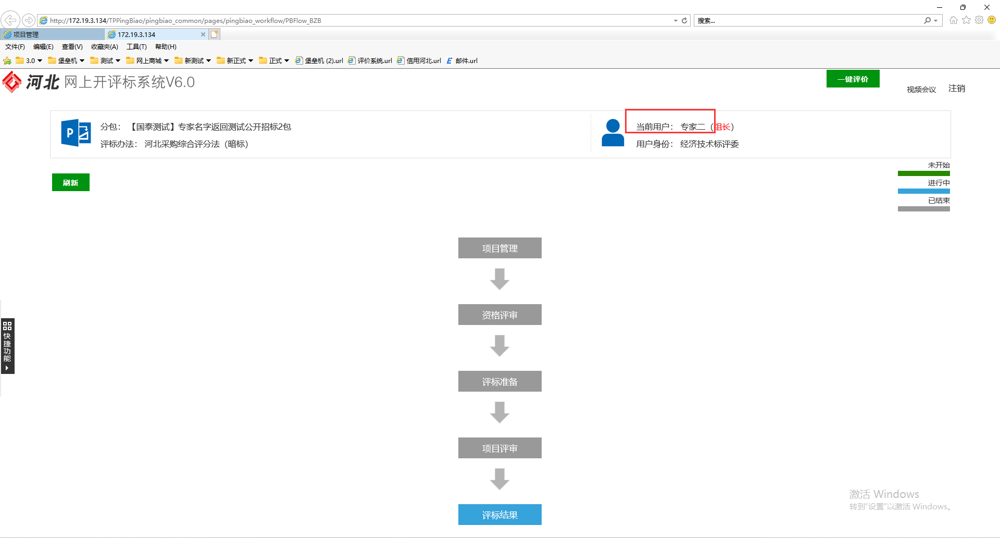 http://172.19.3.134/TPPingBiao/pingbiao_common/pages/pingbiao_workflow/PBFlow_BZB
搜索...
项目管理
172.19.3.134
文件(F) 编辑(E) 查看(V) 收藏夹(A) 工具(T) 帮助(H)
3.0 堡垒机 测试 网上商城 新测试 新正式 正式 堡垒机 (2).url 评价系统.url 信用河北.url 邮件.url
河北 网上开评标系统V6.0
一键评价
视频会议 注销
分包： 【国泰测试】专家名字返回测试公开招标2包
评标办法： 河北采购综合评分法（暗标）
当前用户： 专家二（组长）
用户身份： 经济技术标评委
刷新
未开始
进行中
已结束
项目管理
资格评审
评标准备
项目评审
评标结果
快捷功能
激活 Windows
转到“设置”以激活 Windows。